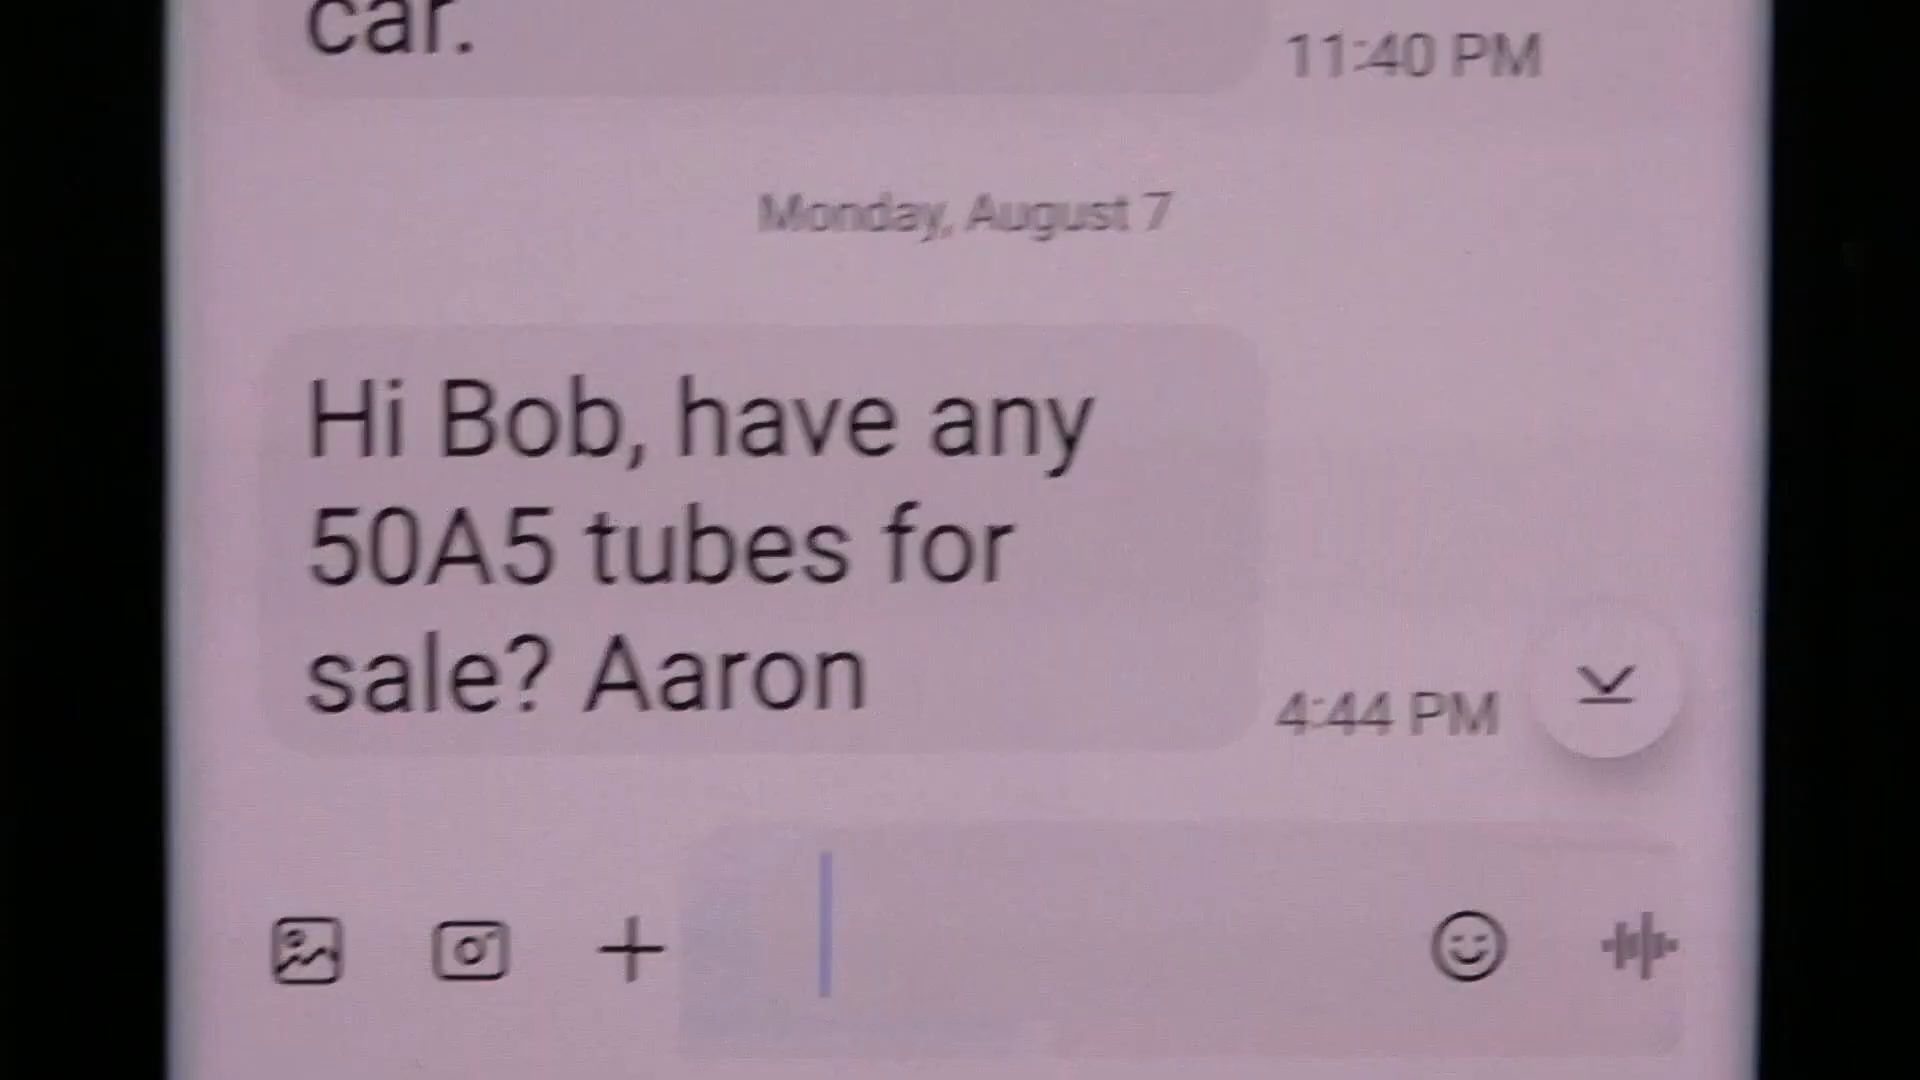 car.
11:40 PM
Monday, August 7
Hi Bob, have any
50A5 tubes for
sale? Aaron
4:44 PM